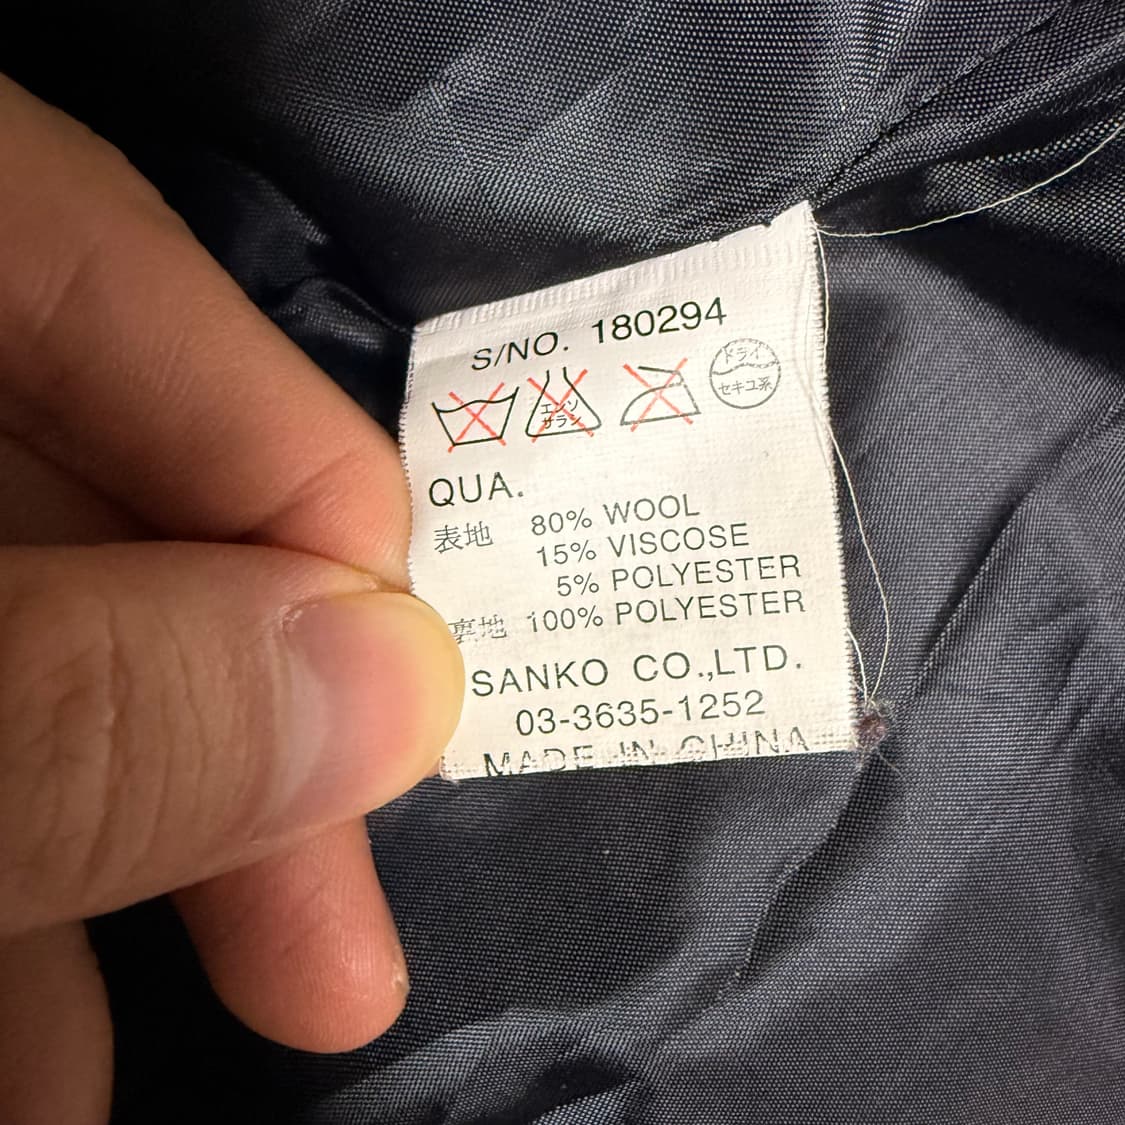 S/NO. 180294
エンソ
サラシ
ドライ
セキユ系
QUA.
表地 80% WOOL
15% VISCOSE
5% POLYESTER
裏地 100% POLYESTER
SANKO CO.,LTD.
03-3635-1252
MADE IN CHINA